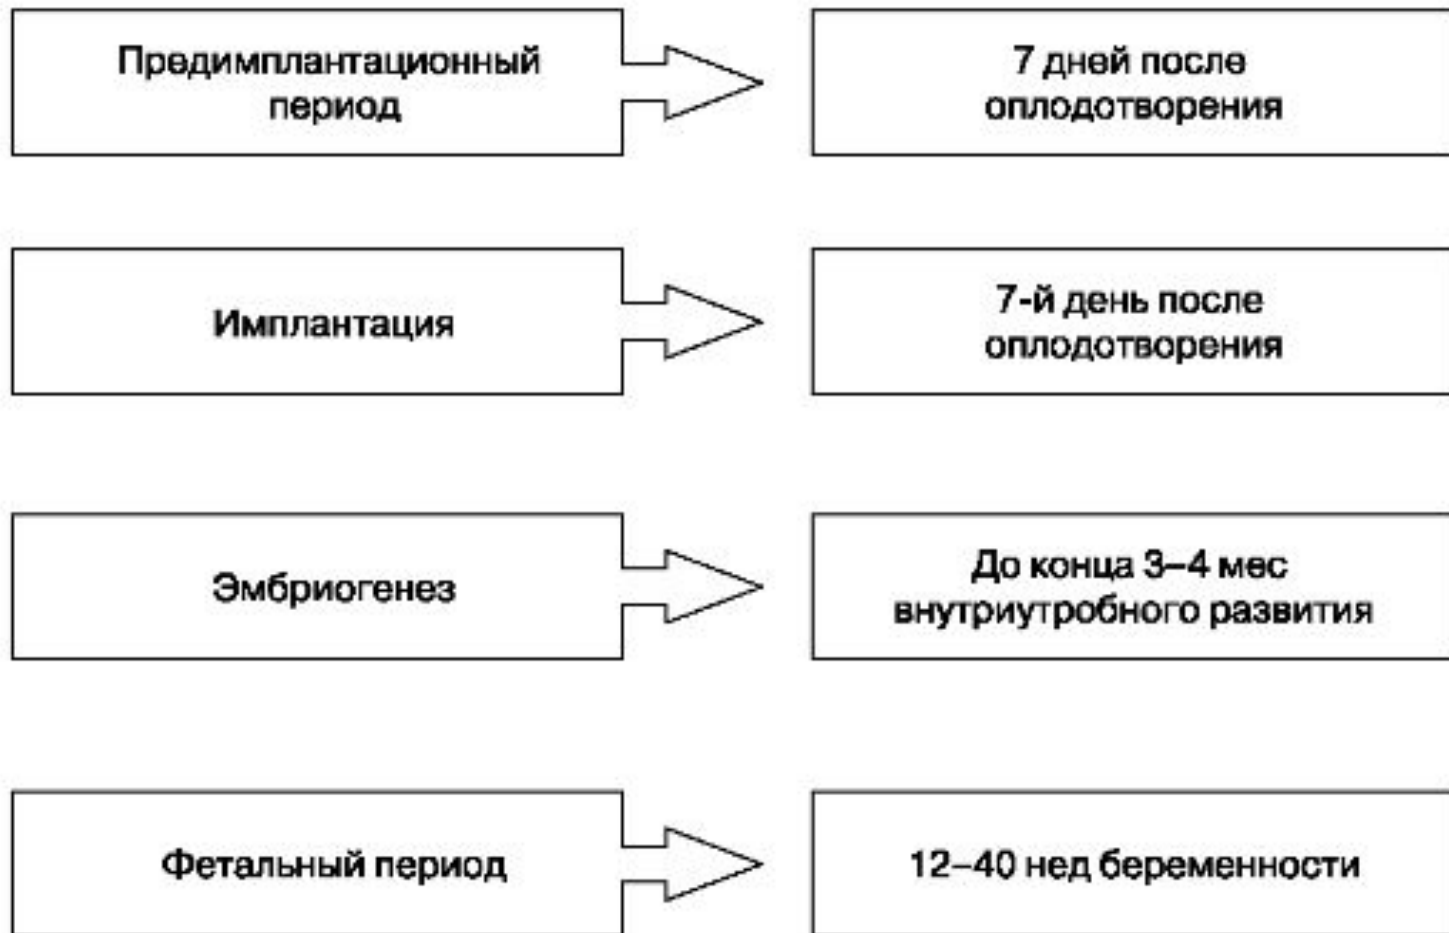 Предимплантационный
период
7 дней после
оплодотворения
Имплантация
7-й день после
оплодотворения
Эмбриогенез
До конца 3–4 мес
внутриутробного развития
Фетальный период
12–40 нед беременности